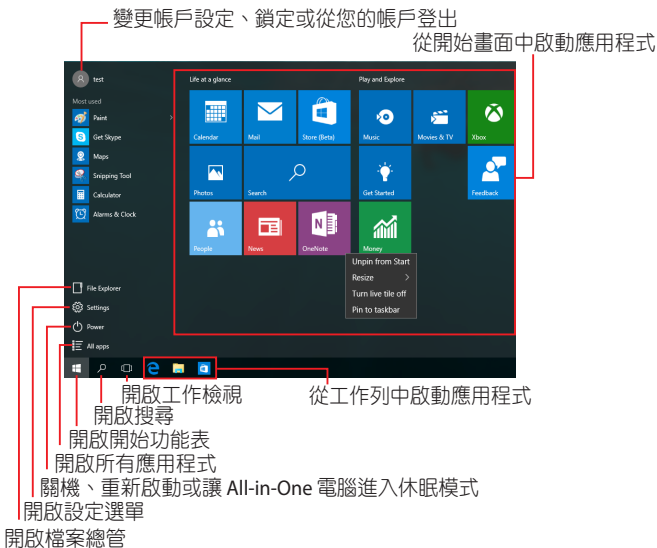 變更帳戶設定、鎖定或從您的帳戶登出
從開始畫面中啟動應用程式
test
Life at a glance
Play and Explore
Most used
Paint
Get Skype
Maps
Snipping Tool
Calculator
Alarms & Clock
Calendar
Mail
Store (Beta)
Music
Movies & TV
Xbox
Photos
Search
Get Started
Feedback
People
News
OneNote
Money
Unpin from Start
Resize
Turn live tile off
Pin to taskbar
File Explorer
Settings
Power
All apps
開啟工作檢視
從工作列中啟動應用程式
開啟搜尋
開啟開始功能表
開啟所有應用程式
關機、重新啟動或讓 All-in-One 電腦進入休眠模式
開啟設定選單
開啟檔案總管